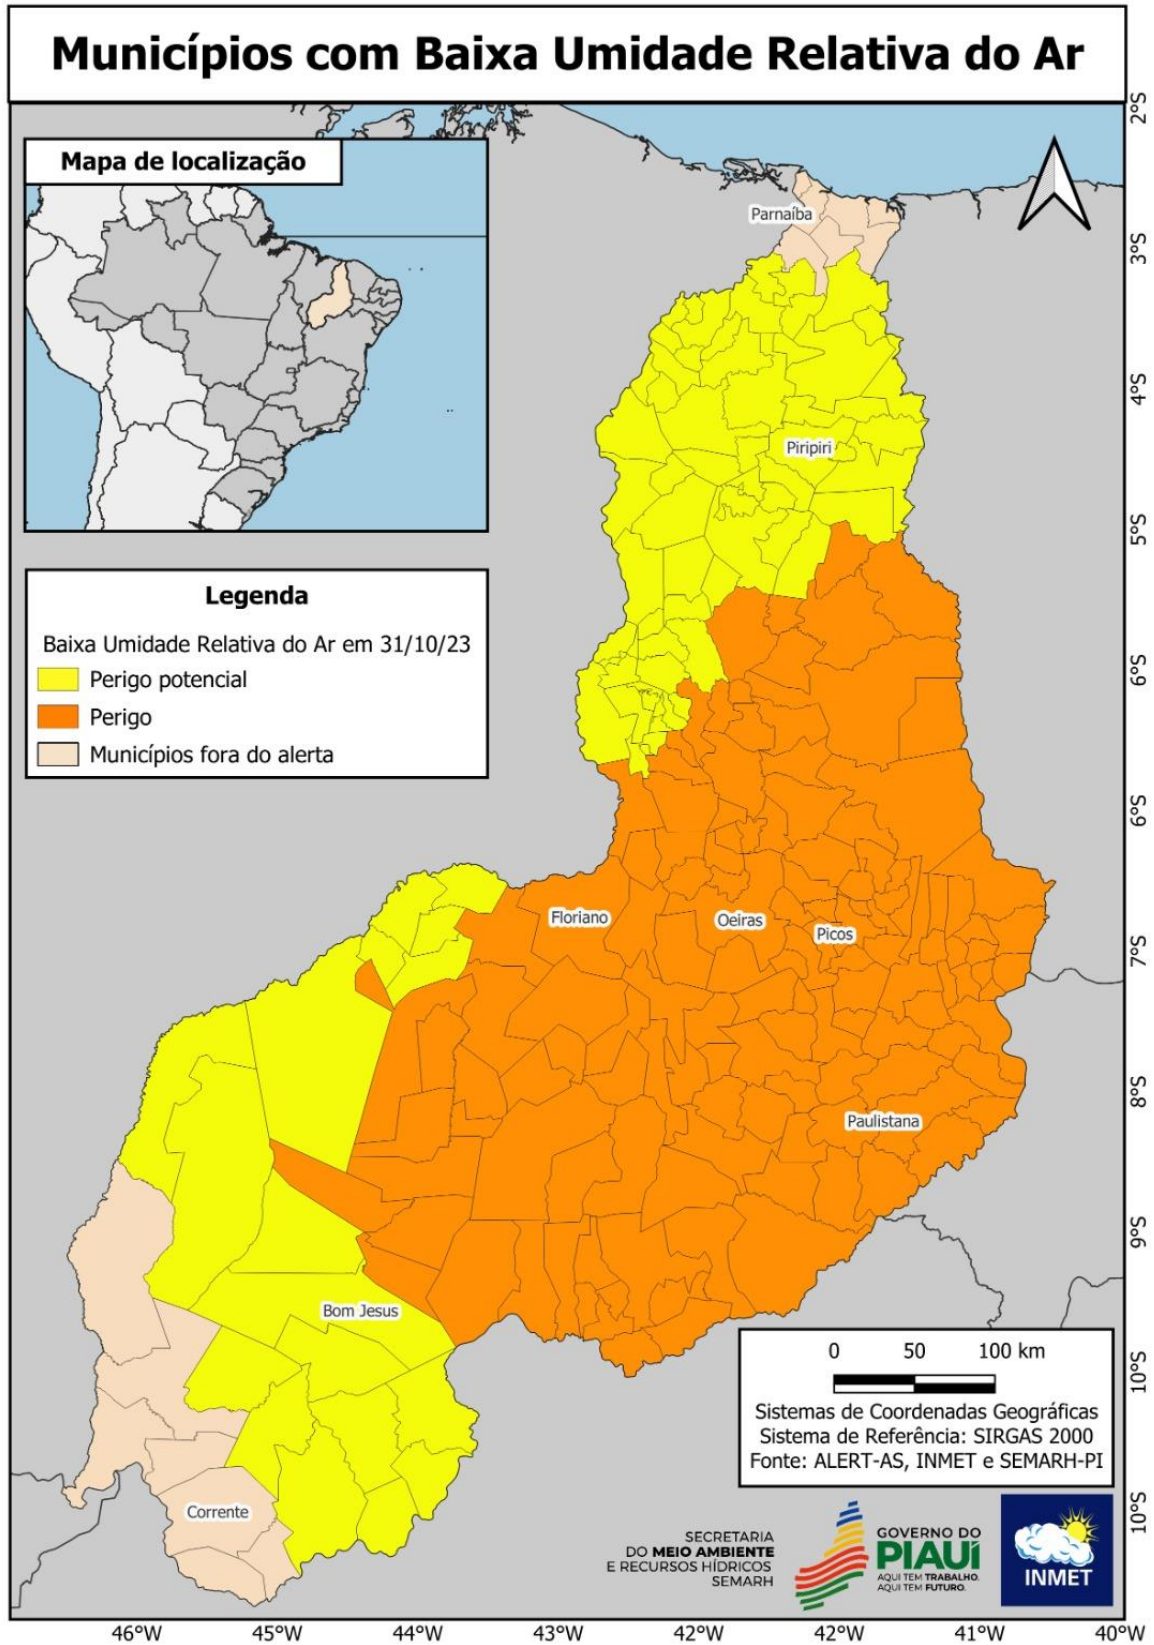 Municípios com Baixa Umidade Relativa do Ar
Mapa de localização
Legenda
Baixa Umidade Relativa do Ar em 31/10/23
Perigo potencial
Perigo
Municípios fora do alerta
Parnaíba
Piripiri
Floriano
Oeiras
Picos
Paulistana
Bom Jesus
Corrente
2°S
3°S
4°S
5°S
6°S
6°S
7°S
8°S
9°S
10°S
10°S
0 50 100 km
Sistemas de Coordenadas Geográficas
Sistema de Referência: SIRGAS 2000
Fonte: ALERT-AS, INMET e SEMARH-PI
SECRETARIA
DO MEIO AMBIENTE
E RECURSOS HÍDRICOS
SEMARH
GOVERNO DO
PIAUÍ
AQUI TEM TRABALHO.
AQUI TEM FUTURO.
INMET
46°W 45°W 44°W 43°W 42°W 42°W 41°W 40°W